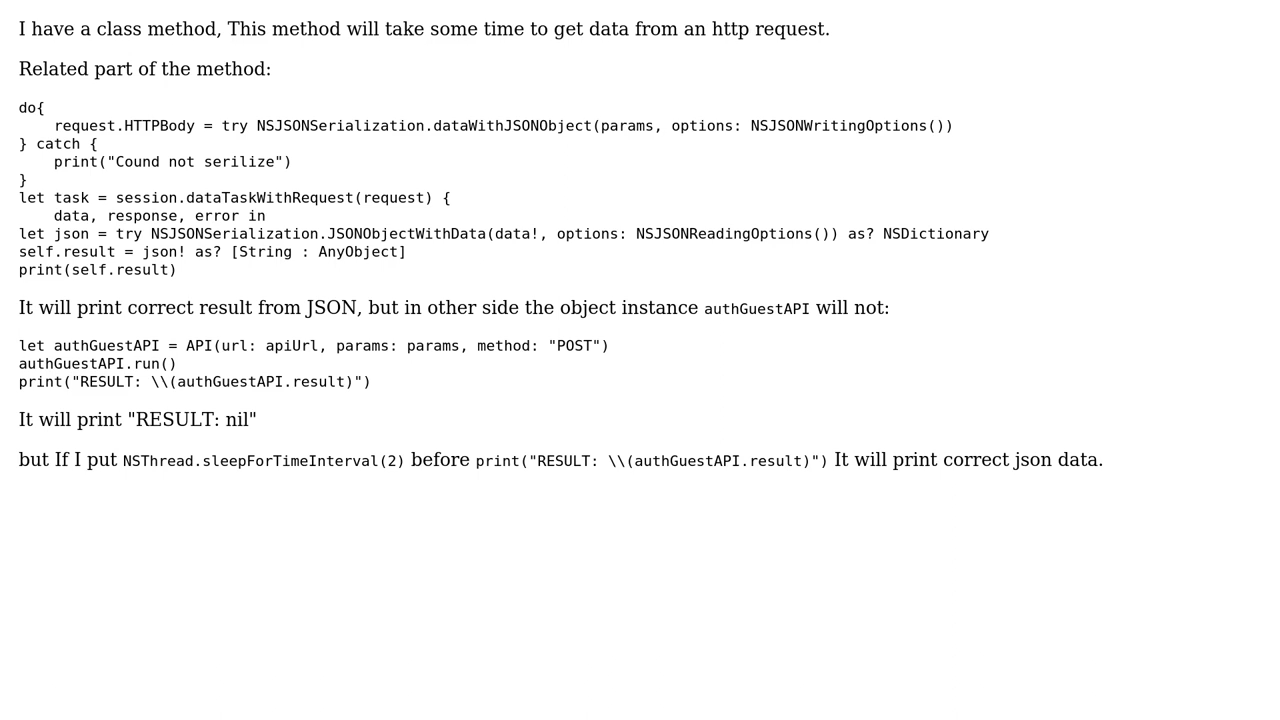 I have a class method, This method will take some time to get data from an http request.
Related part of the method:
do{
    request.HTTPBody = try NSJSONSerialization.dataWithJSONObject(params, options: NSJSONWritingOptions())
} catch {
    print("Cound not serilize")
}
let task = session.dataTaskWithRequest(request) {
    data, response, error in
let json = try NSJSONSerialization.JSONObjectWithData(data!, options: NSJSONReadingOptions()) as? NSDictionary
self.result = json! as? [String : AnyObject]
print(self.result)
It will print correct result from JSON, but in other side the object instance authGuestAPI will not:
let authGuestAPI = API(url: apiUrl, params: params, method: "POST")
authGuestAPI.run()
print("RESULT: \\(authGuestAPI.result)")
It will print "RESULT: nil"
but If I put NSThread.sleepForTimeInterval(2) before print("RESULT: \\(authGuestAPI.result)") It will print correct json data.